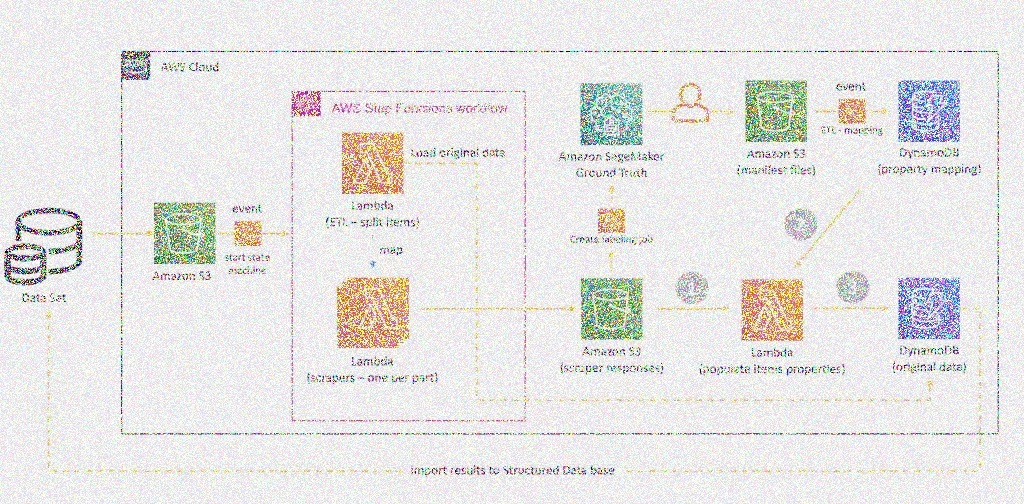 AWS Cloud
AWS Step Functions workflow
Load original data
Lambda
(ETL – split items)
map
Lambda
(scrapers – one per part)
Data Set
Amazon S3
event
start state
machine
Amazon SageMaker
Ground Truth
Create labeling job
Amazon S3
(manifest files)
event
ETL - mapping
DynamoDB
(property mapping)
Amazon S3
(scraper responses)
Lambda
(populate items properties)
DynamoDB
(original data)
Import results to Structured Data base